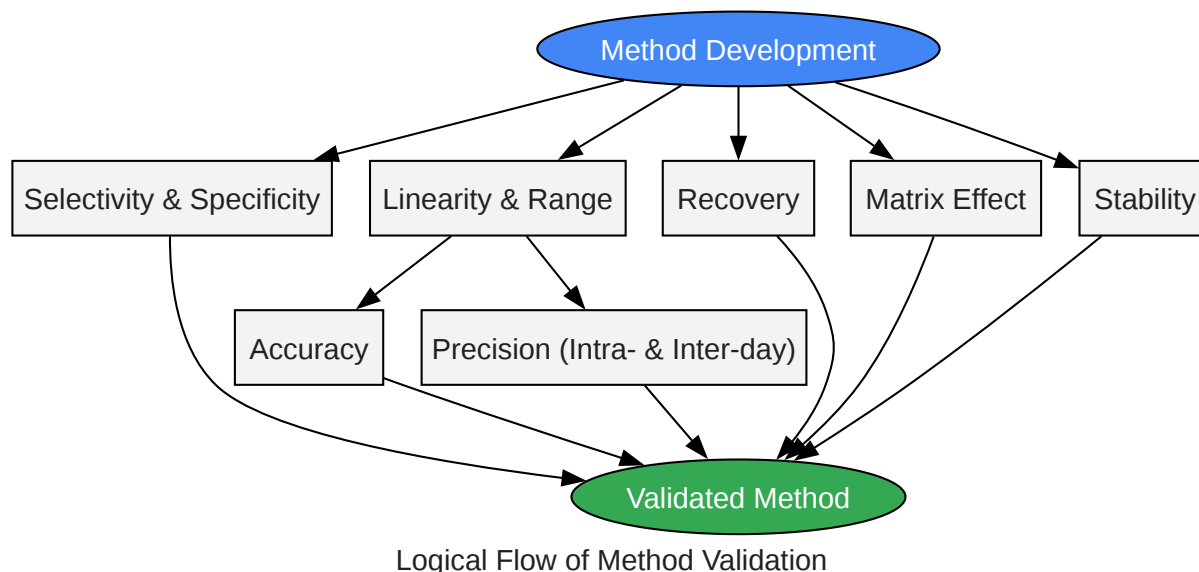 Method Development
Selectivity & Specificity
Linearity & Range
Recovery
Matrix Effect
Stability
Accuracy
Precision (Intra- & Inter-day)
Validated Method
Logical Flow of Method Validation